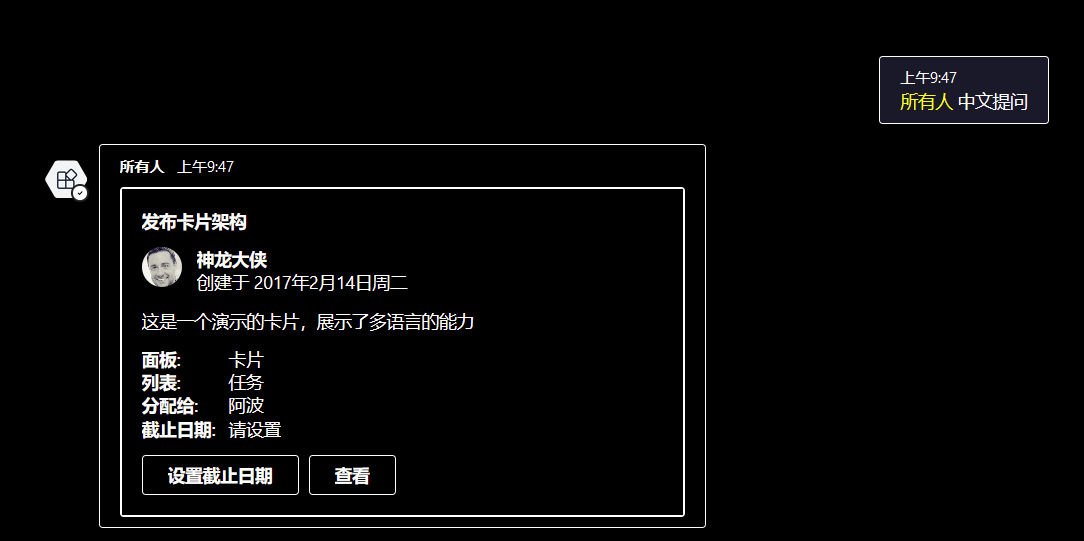 上午9:47
所有人 中文提问
所有人 上午9:47
发布卡片架构
神龙大侠
创建于 2017年2月14日周二
这是一个演示的卡片，展示了多语言的能力
面板: 卡片
列表: 任务
分配给: 阿波
截止日期: 请设置
设置截止日期 查看